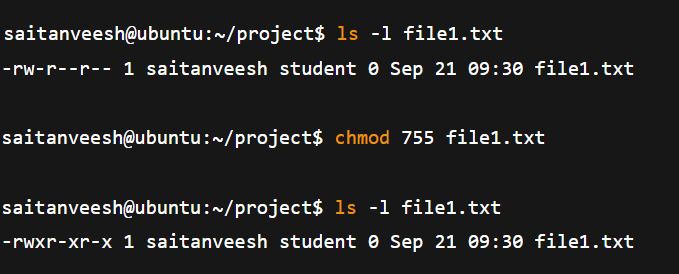 saitanveesh@ubuntu:~/project$ ls -l file1.txt
-rw-r--r-- 1 saitanveesh student 0 Sep 21 09:30 file1.txt
saitanveesh@ubuntu:~/project$ chmod 755 file1.txt
saitanveesh@ubuntu:~/project$ ls -l file1.txt
-rwxr-xr-x 1 saitanveesh student 0 Sep 21 09:30 file1.txt